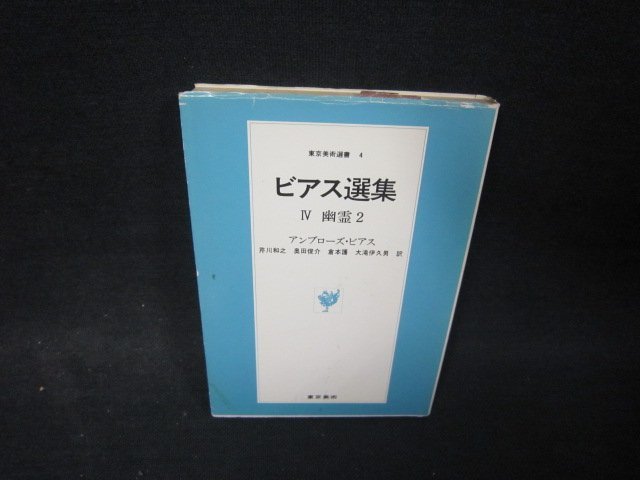 東京美術選書 4
ビアス選集
Ⅳ 幽霊 2
アンブローズ・ビアス
芹川和之 奥田俊介 倉本護 大滝伊久男 訳
東京美術